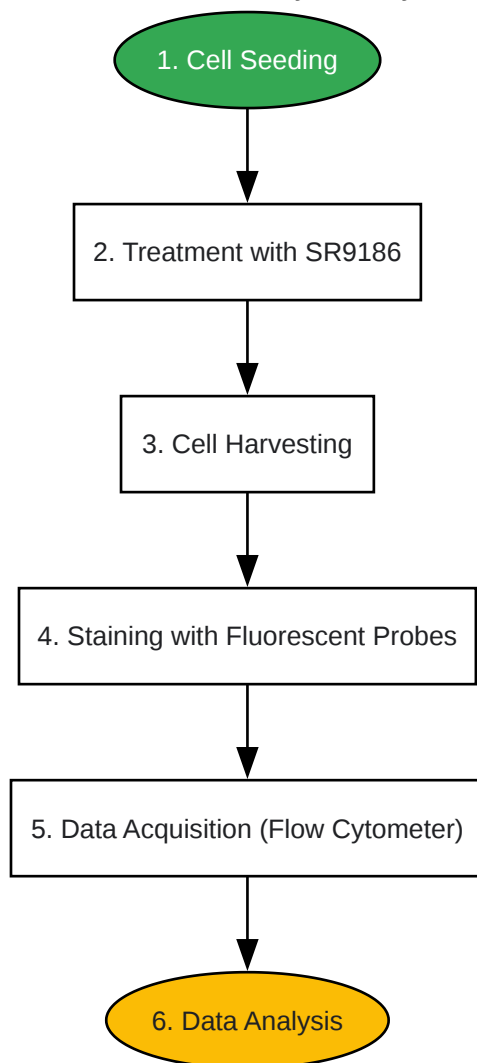 1. Cell Seeding
2. Treatment with SR9186
3. Cell Harvesting
4. Staining with Fluorescent Probes
5. Data Acquisition (Flow Cytometer)
6. Data Analysis